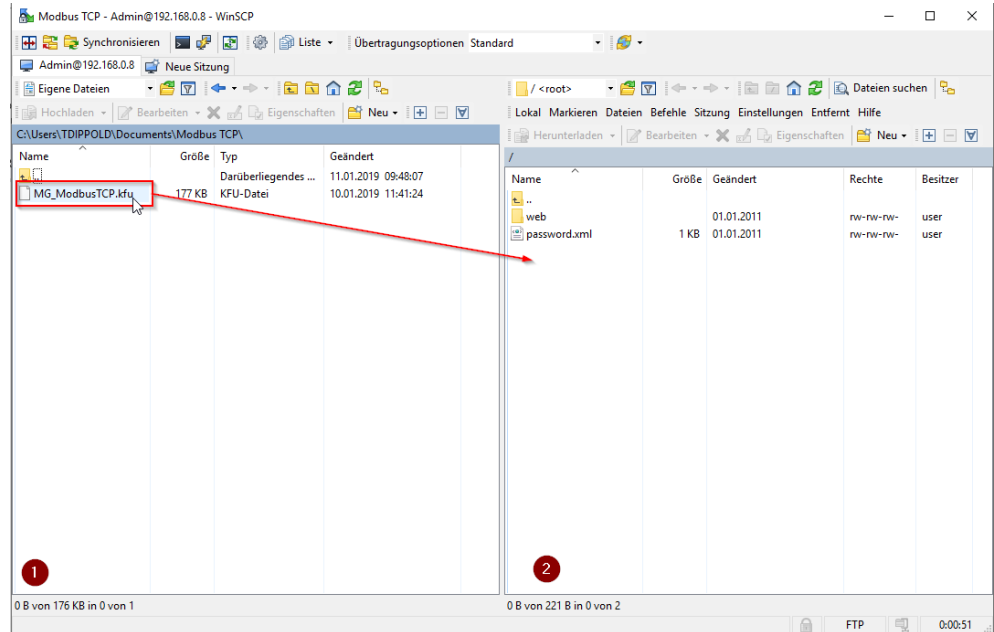 Modbus TCP - Admin@192.168.0.8 - WinSCP
Synchronisieren Liste Übertragungsoptionen Standard
Admin@192.168.0.8 Neue Sitzung
Eigene Dateien
Hochladen Bearbeiten Eigenschaften Neu
C:\Users\TDIPPOLD\Documents\Modbus TCP\
Name Größe Typ Geändert
.. Darüberliegendes ... 11.01.2019 09:48:07
MG_ModbusTCP.kfu 177 KB KFU-Datei 10.01.2019 11:41:24
1
0 B von 176 KB in 0 von 1
/ <root> Dateien suchen
Lokal Markieren Dateien Befehle Sitzung Einstellungen Entfernt Hilfe
Herunterladen Bearbeiten Eigenschaften Neu
/
Name Größe Geändert Rechte Besitzer
..
web 01.01.2011 rw-rw-rw- user
password.xml 1 KB 01.01.2011 rw-rw-rw- user
2
0 B von 221 B in 0 von 2
FTP 0:00:51